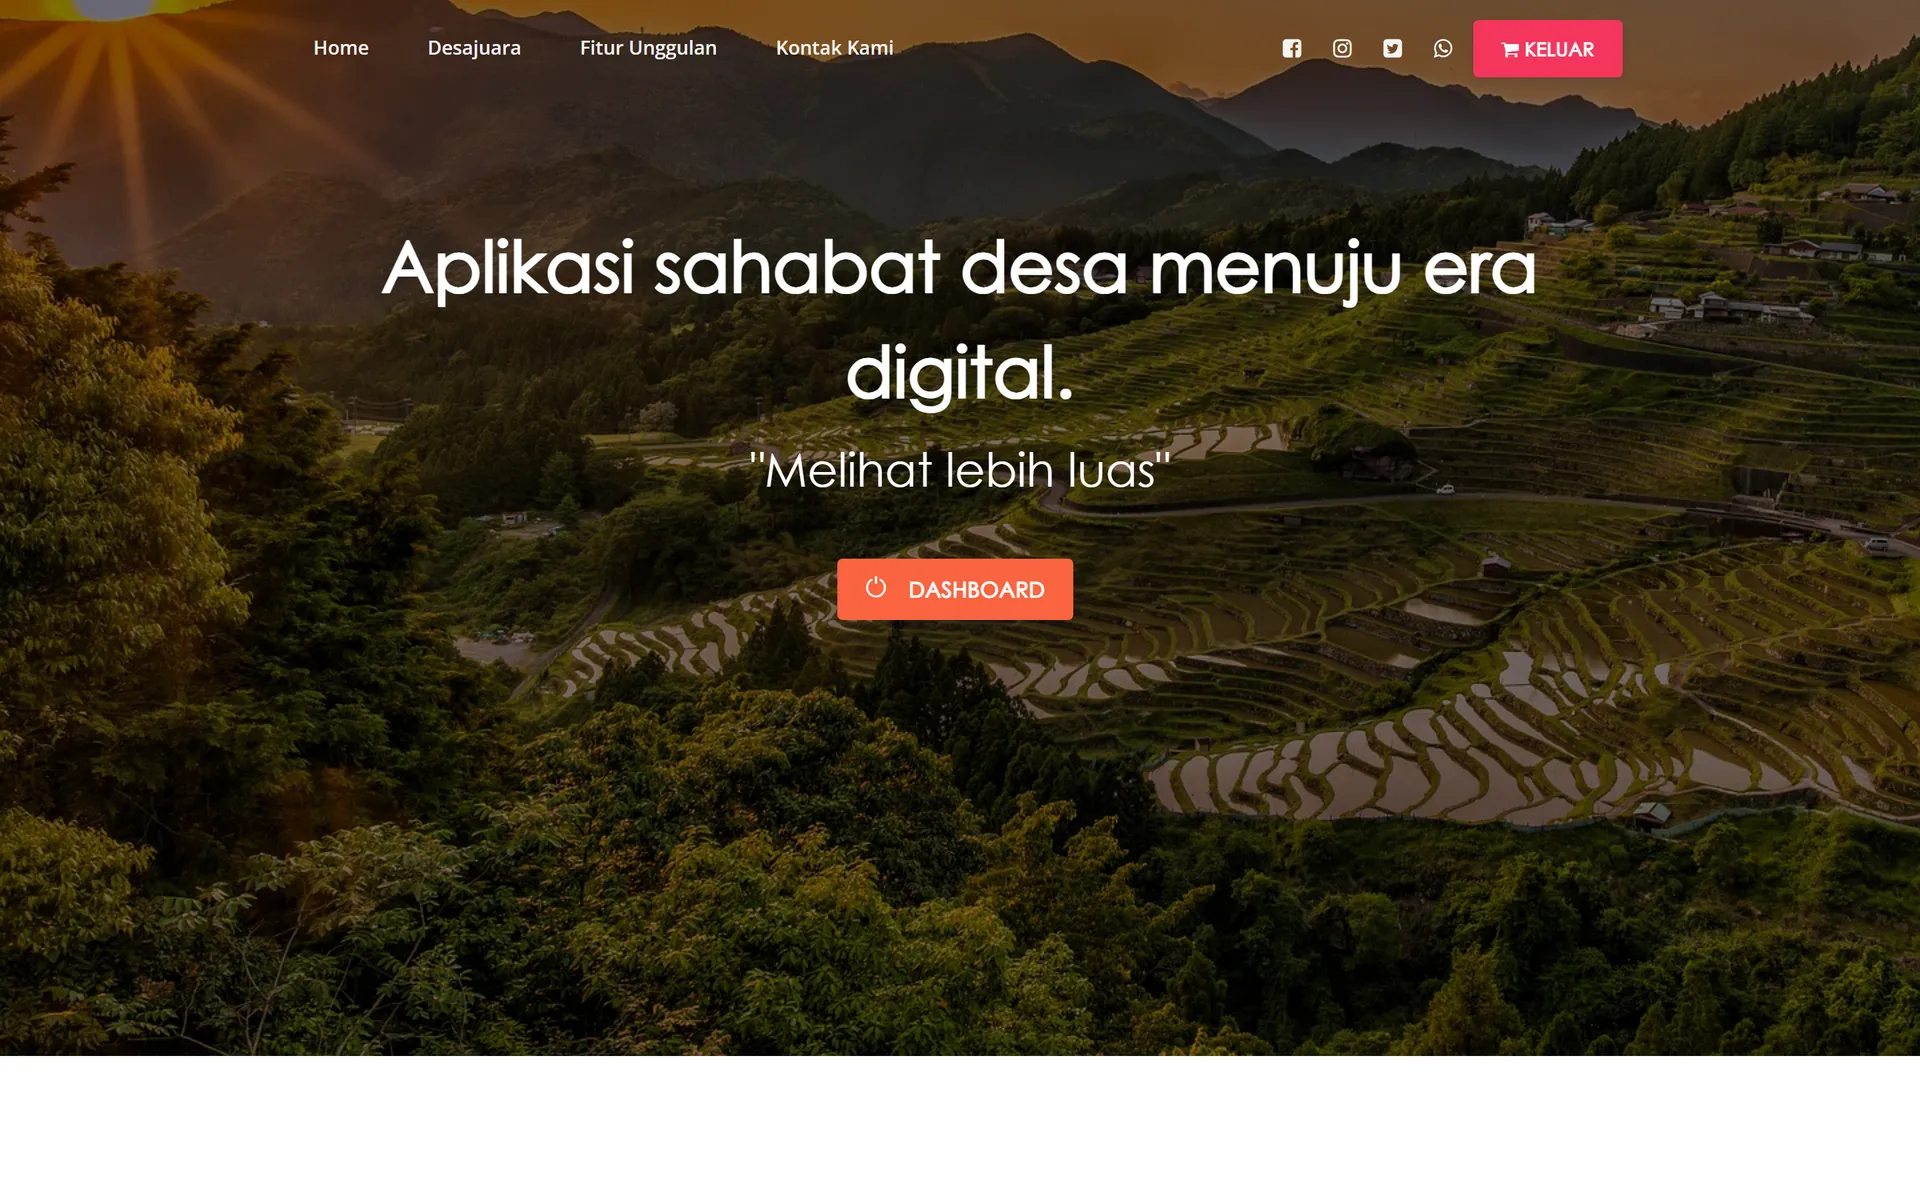 Home
Desajuara
Fitur Unggulan
Kontak Kami
KELUAR
Aplikasi sahabat desa menuju era
digital.
"Melihat lebih luas"
DASHBOARD